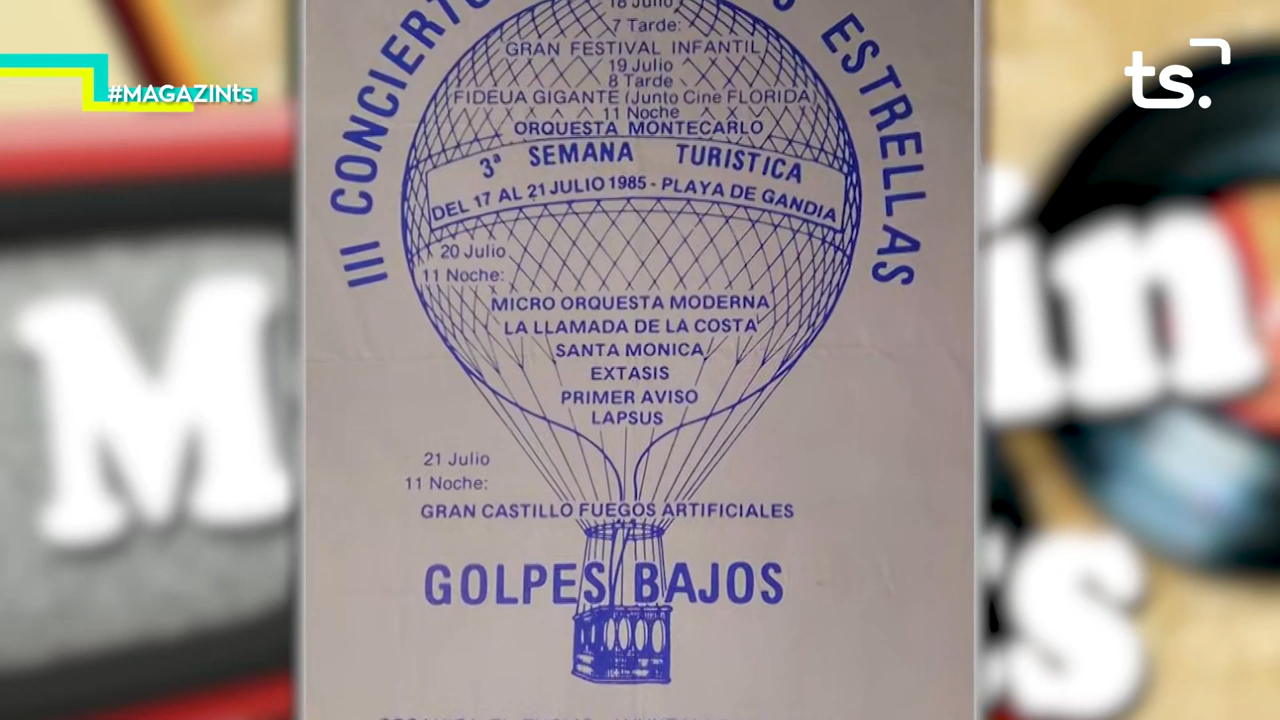 #MAGAZINts
ts.
III CONCIERTO
ESTRELLAS
18 Julio
7 Tarde:
GRAN FESTIVAL INFANTIL
19 Julio
8 Tarde
FIDEUA GIGANTE (Junto Cine FLORIDA)
11 Noche
ORQUESTA MONTECARLO
3ª SEMANA TURISTICA
DEL 17 AL 21 JULIO 1985 - PLAYA DE GANDIA
20 Julio
11 Noche:
MICRO ORQUESTA MODERNA
LA LLAMADA DE LA COSTA
SANTA MONICA
EXTASIS
PRIMER AVISO
LAPSUS
21 Julio
11 Noche:
GRAN CASTILLO FUEGOS ARTIFICIALES
GOLPES BAJOS